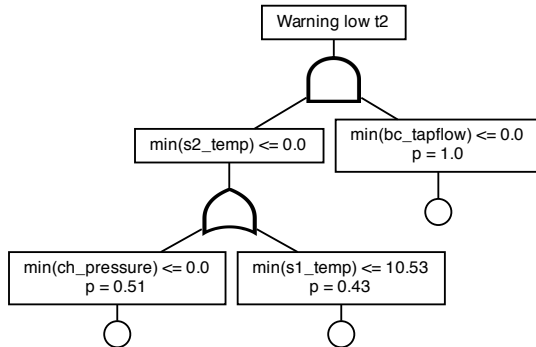 Warning low t2
min(s2_temp) <= 0.0
min(bc_tapflow) <= 0.0
p = 1.0
min(ch_pressure) <= 0.0
p = 0.51
min(s1_temp) <= 10.53
p = 0.43